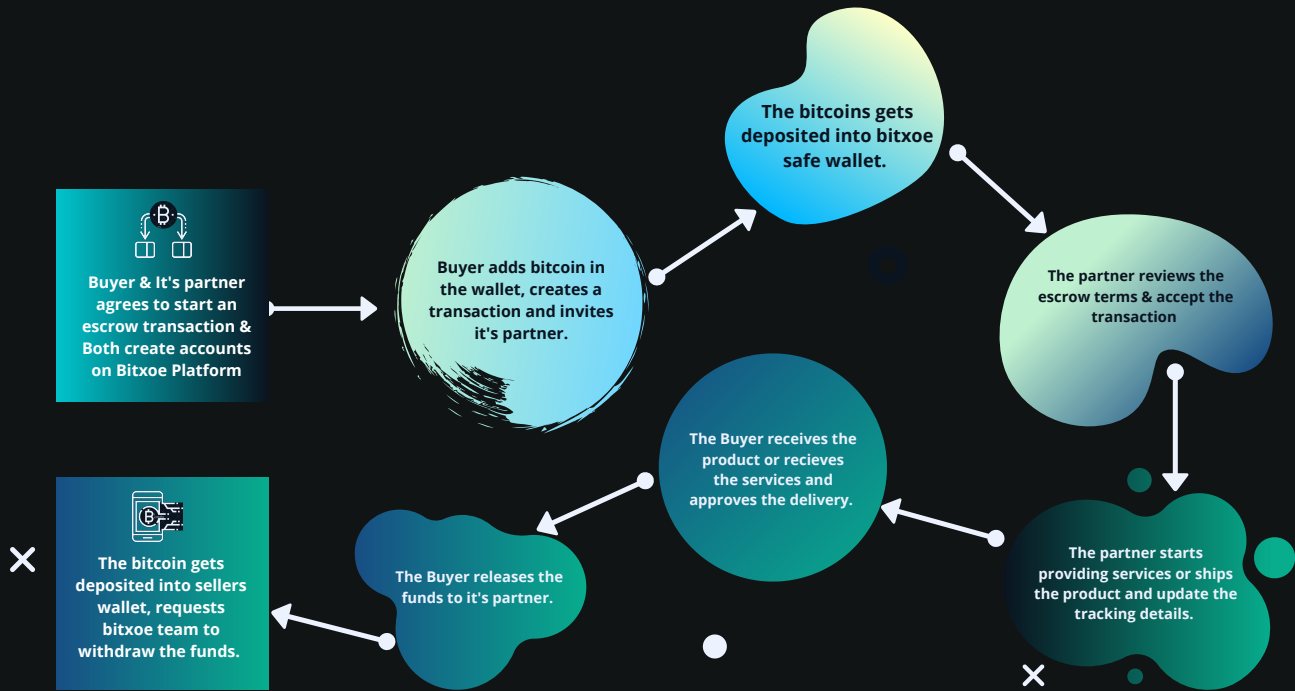 Buyer & It's partner
agrees to start an
escrow transaction &
Both create accounts
on Bitxoe Platform
Buyer adds bitcoin in
the wallet, creates a
transaction and invites
it's partner.
The bitcoins gets
deposited into bitxoe
safe wallet.
The partner reviews the
escrow terms & accept the
transaction
The partner starts
providing services or ships
the product and update the
tracking details.
The Buyer receives the
product or recieves
the services and
approves the delivery.
The Buyer releases the
funds to it's partner.
The bitcoin gets
deposited into sellers
wallet, requests
bitxoe team to
withdraw the funds.